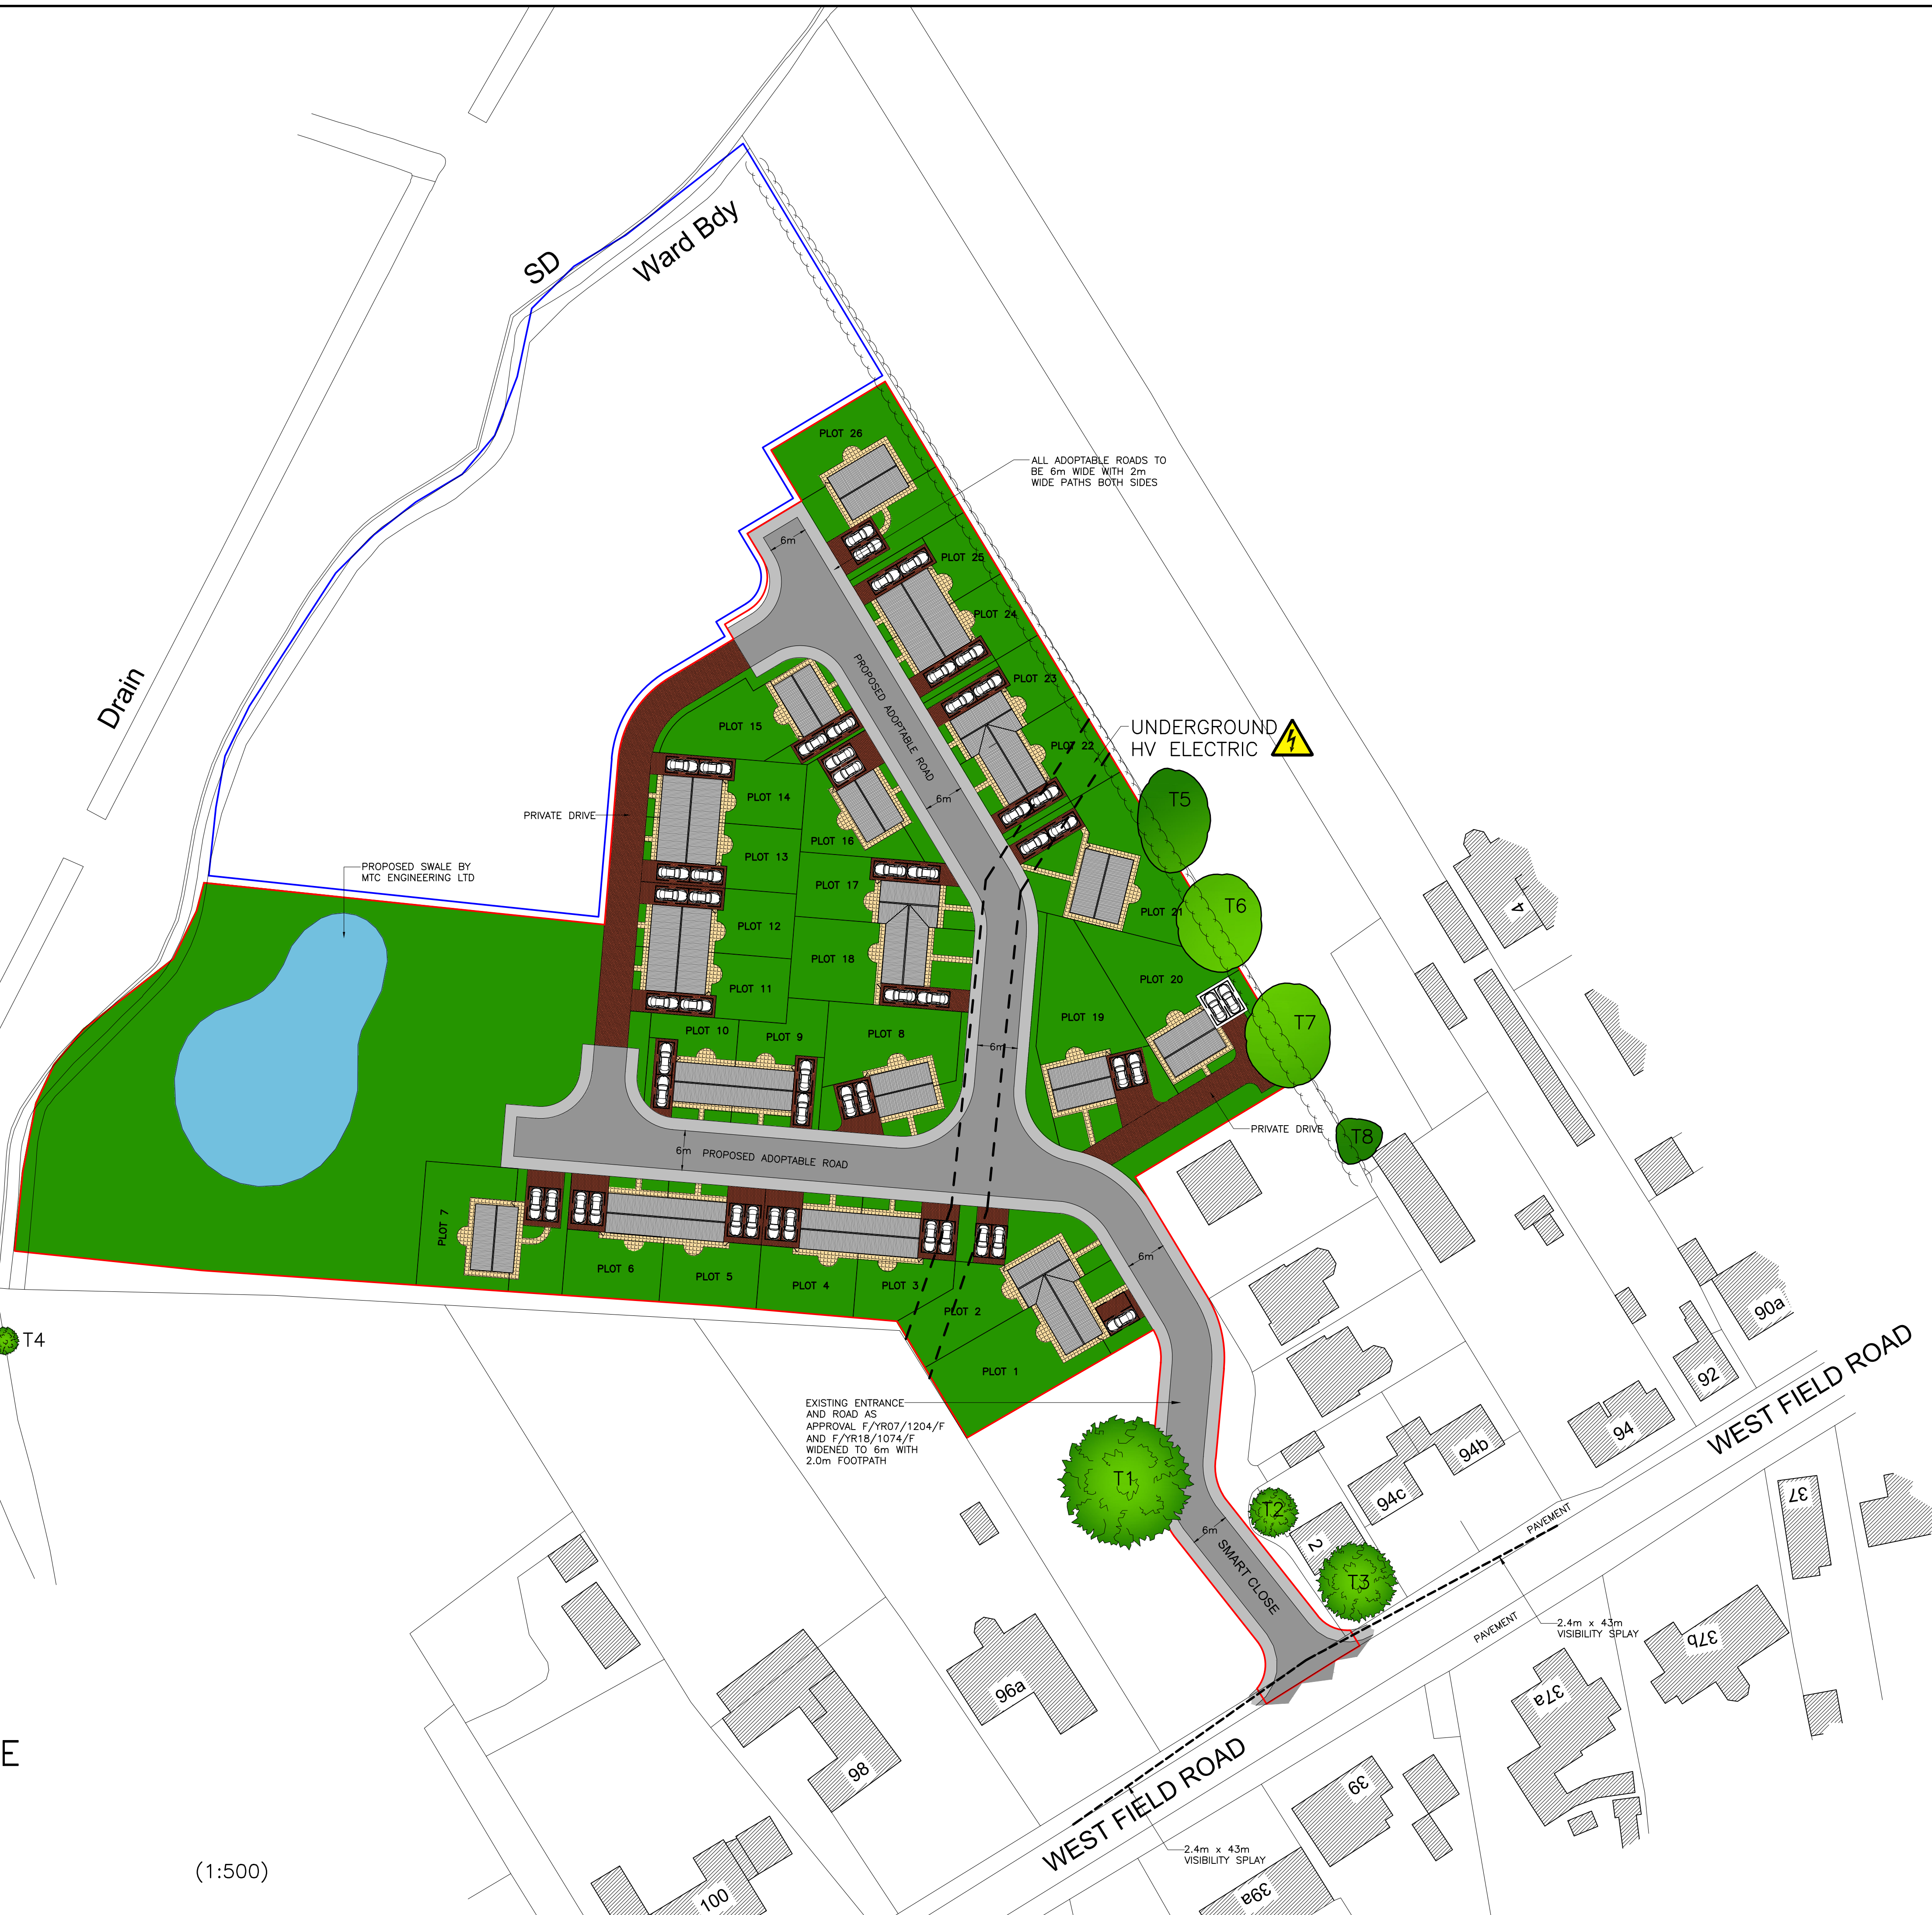 SD
Ward Bdy
Drain
PLOT 26
ALL ADOPTABLE ROADS TO
BE 6m WIDE WITH 2m
WIDE PATHS BOTH SIDES
6m
PLOT 25
PLOT 24
PLOT 23
PROPOSED ADOPTABLE ROAD
PLOT 22
UNDERGROUND
HV ELECTRIC
PLOT 15
PLOT 14
6m
T5
PRIVATE DRIVE
PLOT 16
PLOT 13
PROPOSED SWALE BY
MTC ENGINEERING LTD
PLOT 17
PLOT 12
PLOT 21
T6
4
PLOT 18
PLOT 11
PLOT 20
PLOT 19
T7
PLOT 10
PLOT 9
PLOT 8
6m
PRIVATE DRIVE
T8
6m
PROPOSED ADOPTABLE ROAD
PLOT 7
PLOT 6
PLOT 5
PLOT 4
PLOT 3
PLOT 2
PLOT 1
6m
T4
90a
92
94
WEST FIELD ROAD
EXISTING ENTRANCE
AND ROAD AS
APPROVAL F/YR07/1204/F
AND F/YR18/1074/F
WIDENED TO 6m WITH
2.0m FOOTPATH
T1
T2
94b
94c
2
T3
6m
SMART CLOSE
PAVEMENT
37
2.4m x 43m
VISIBILITY SPLAY
PAVEMENT
37b
37a
96a
98
39
WEST FIELD ROAD
2.4m x 43m
VISIBILITY SPLAY
39a
100
E
(1:500)